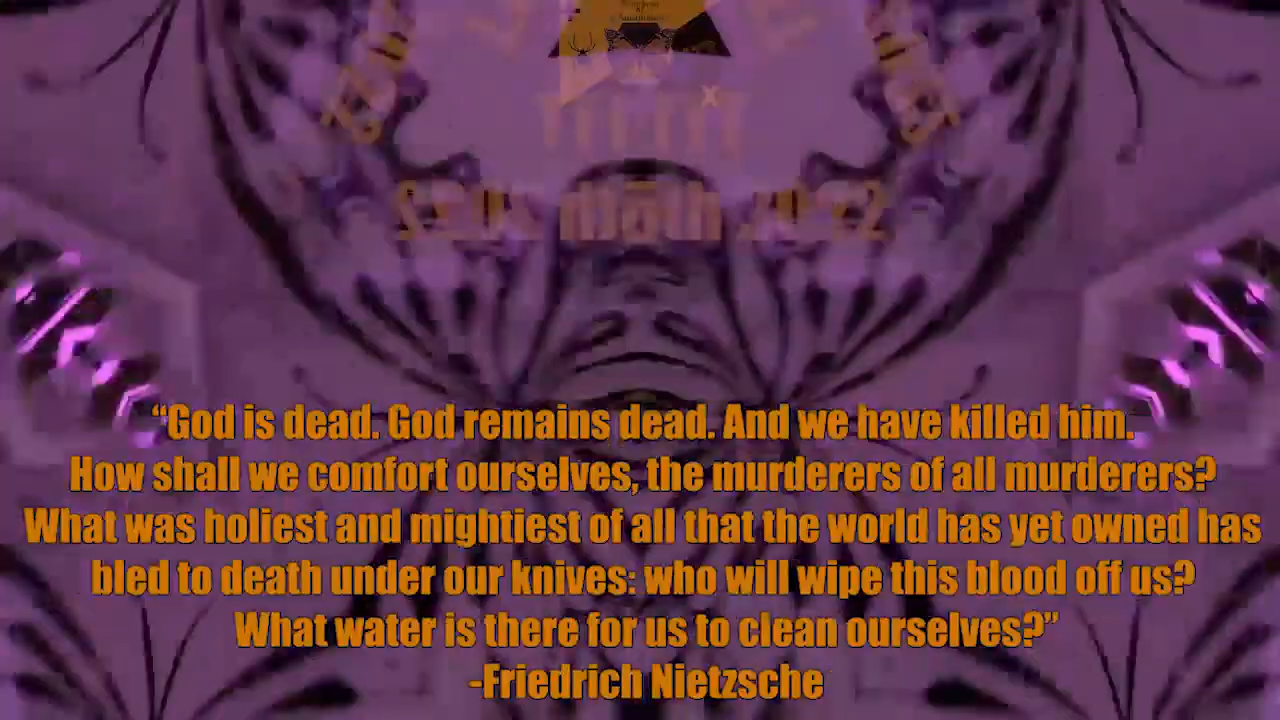 “God is dead. God remains dead. And we have killed him.
How shall we comfort ourselves, the murderers of all murderers?
What was holiest and mightiest of all that the world has yet owned has
bled to death under our knives: who will wipe this blood off us?
What water is there for us to clean ourselves?”
-Friedrich Nietzsche